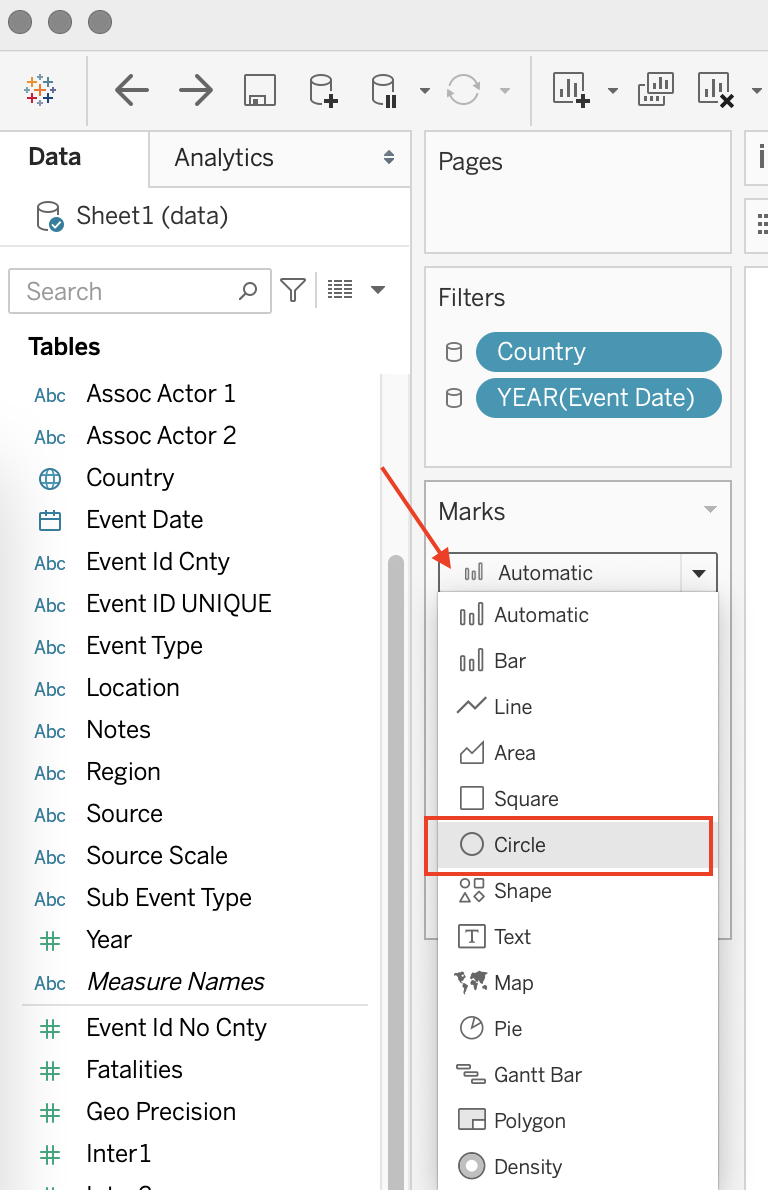 Data
Analytics
Sheet1 (data)
Search
Tables
Abc Assoc Actor 1
Abc Assoc Actor 2
Country
Event Date
Abc Event Id Cnty
Abc Event ID UNIQUE
Abc Event Type
Abc Location
Abc Notes
Abc Region
Abc Source
Abc Source Scale
Abc Sub Event Type
# Year
Abc Measure Names
# Event Id No Cnty
# Fatalities
# Geo Precision
# Inter1
Pages
Filters
Country
YEAR(Event Date)
Marks
Automatic
Automatic
Bar
Line
Area
Square
Circle
Shape
T Text
Map
Pie
Gantt Bar
Polygon
Density